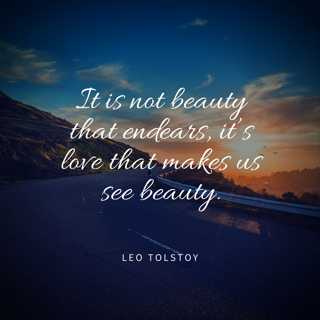 It is not beauty
that endears, it's
love that makes us
see beauty.
LEO TOLSTOY